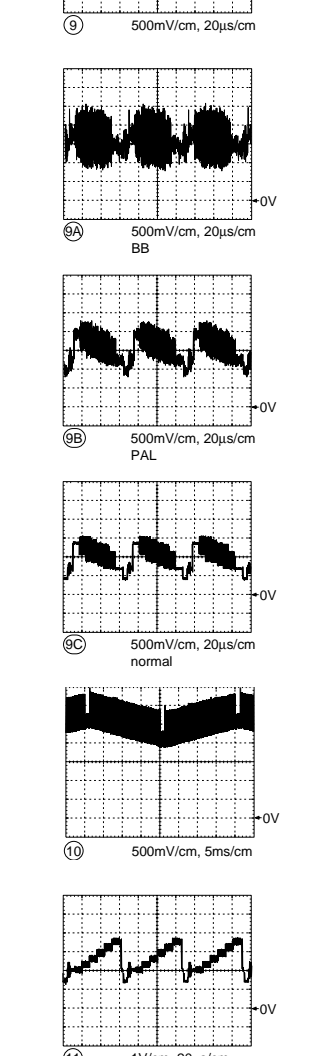 9 500mV/cm, 20μs/cm
0V
9A 500mV/cm, 20μs/cm
BB
0V
9B 500mV/cm, 20μs/cm
PAL
0V
9C 500mV/cm, 20μs/cm
normal
0V
10 500mV/cm, 5ms/cm
0V